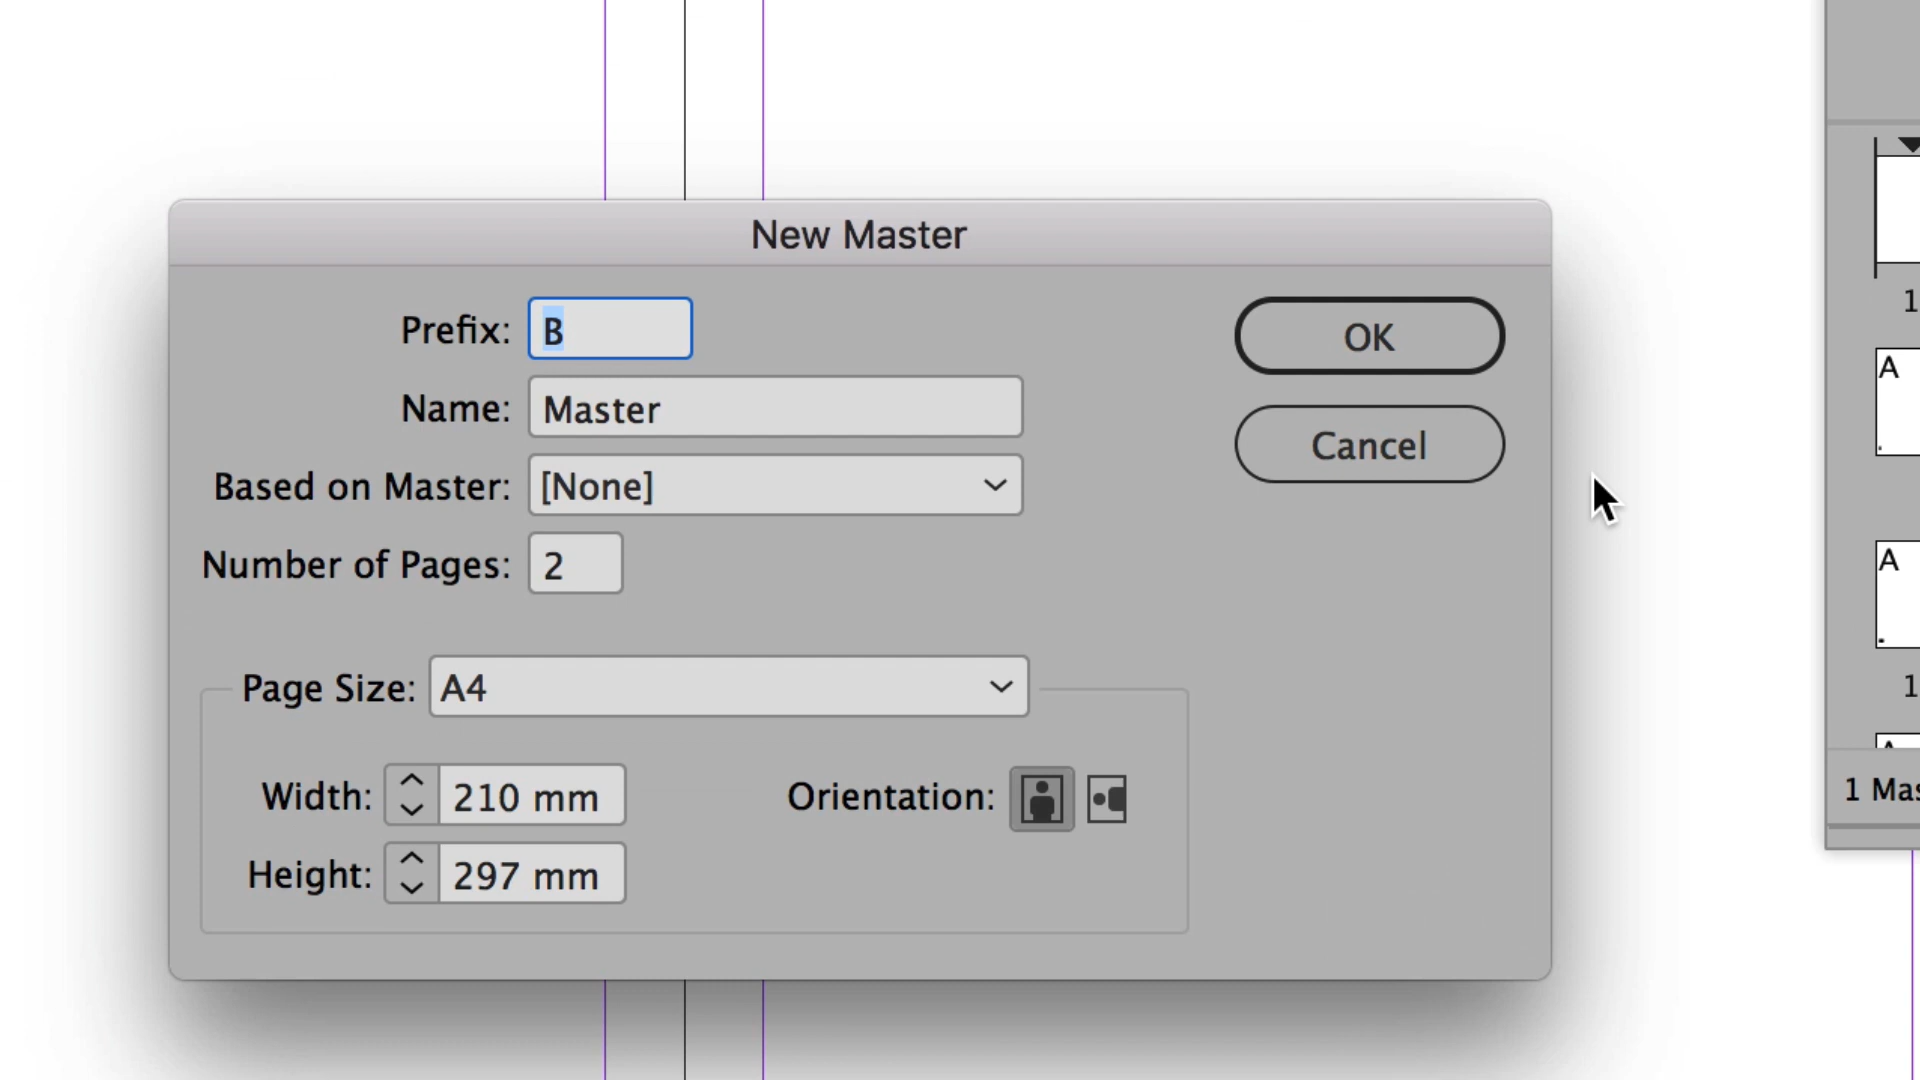 New Master
Prefix: B
OK
Name: Master
Cancel
Based on Master: [None]
Number of Pages: 2
Page Size: A4
Width: 210 mm
Orientation:
Height: 297 mm
1
A
A
1
1 Mas